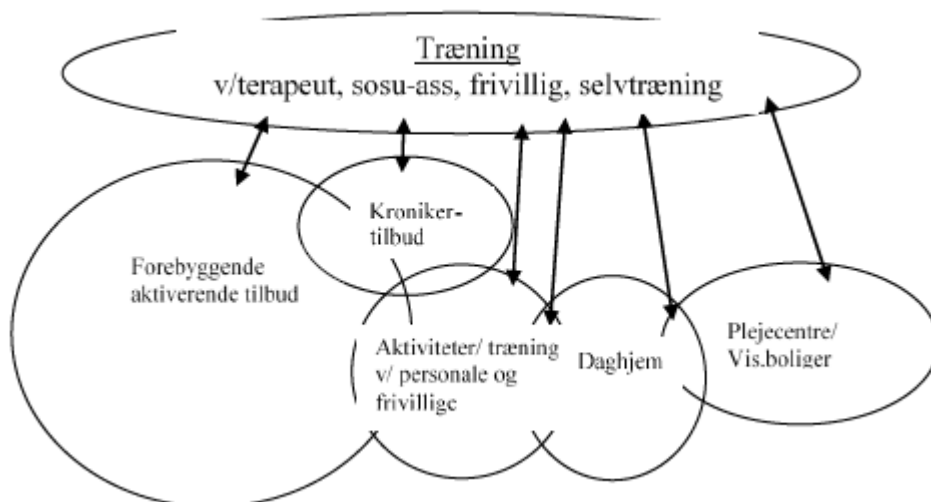 Træning
v/terapeut, sosu-ass, frivillig, selvtræning
Kroniker-
tilbud
Forebyggende
aktiverende tilbud
Aktiviteter/ træning
v/ personale og
frivillige
Daghjem
Plejecentre/
Vis.boliger